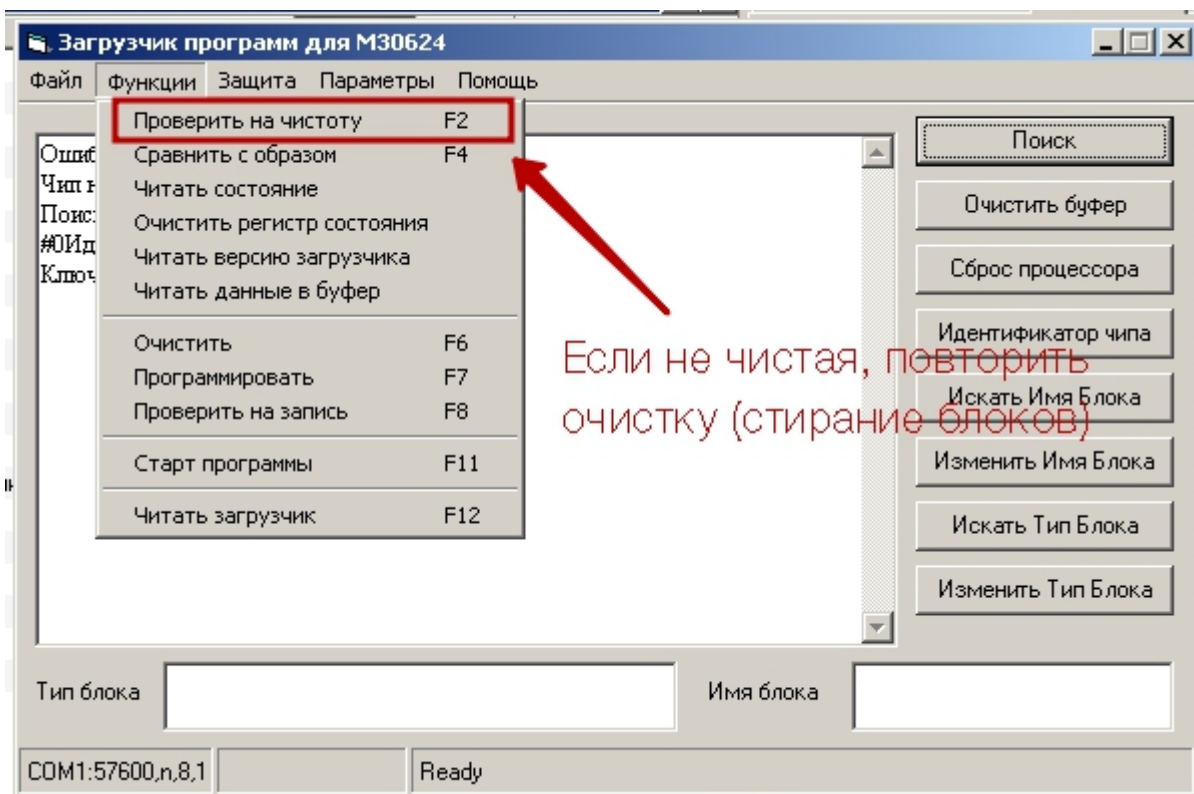 Загрузчик программ для M30624
Файл Функции Защита Параметры Помощь
Проверить на чистоту F2
Сравнить с образом F4
Читать состояние
Очистить регистр состояния
Читать версию загрузчика
Читать данные в буфер
Очистить F6
Программировать F7
Проверить на запись F8
Старт программы F11
Читать загрузчик F12
Если не чистая, повторить
очистку (стирание блоков)
Поиск
Очистить буфер
Сброс процессора
Идентификатор чипа
Искать Имя Блока
Изменить Имя Блока
Искать Тип Блока
Изменить Тип Блока
Тип блока
Имя блока
COM1:57600,n,8,1 Ready